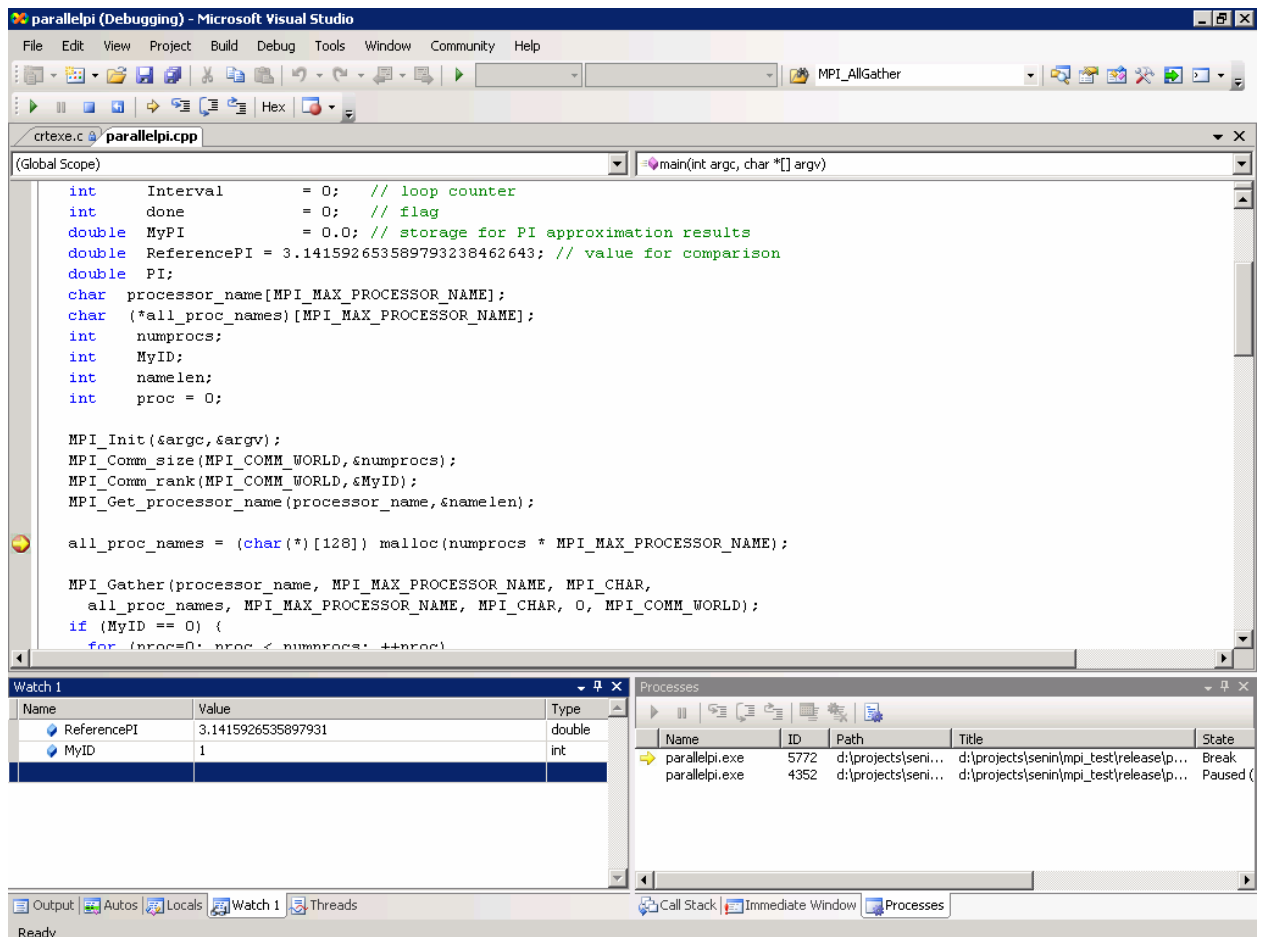 parallelpi (Debugging) - Microsoft Visual Studio
File Edit View Project Build Debug Tools Window Community Help
MPI_AllGather
Hex
crtexe.c parallelpi.cpp
(Global Scope) main(int argc, char *[] argv)
int Interval = 0; // loop counter
int done = 0; // flag
double MyPI = 0.0; // storage for PI approximation results
double ReferencePI = 3.141592653589793238462643; // value for comparison
double PI;
char processor_name[MPI_MAX_PROCESSOR_NAME];
char (*all_proc_names)[MPI_MAX_PROCESSOR_NAME];
int numprocs;
int MyID;
int namelen;
int proc = 0;
MPI_Init(&argc,&argv);
MPI_Comm_size(MPI_COMM_WORLD,&numprocs);
MPI_Comm_rank(MPI_COMM_WORLD,&MyID);
MPI_Get_processor_name(processor_name,&namelen);
all_proc_names = (char(*)[128]) malloc(numprocs * MPI_MAX_PROCESSOR_NAME);
MPI_Gather(processor_name, MPI_MAX_PROCESSOR_NAME, MPI_CHAR,
all_proc_names, MPI_MAX_PROCESSOR_NAME, MPI_CHAR, 0, MPI_COMM_WORLD);
if (MyID == 0) {
for (proc=0; proc < numprocs; ++proc)
Watch 1
Name Value Type
ReferencePI 3.1415926535897931 double
MyID 1 int
Processes
Name ID Path Title State
parallelpi.exe 5772 d:\projects\seni... d:\projects\senin\mpi_test\release\p... Break
parallelpi.exe 4352 d:\projects\seni... d:\projects\senin\mpi_test\release\p... Paused (
Output Autos Locals Watch 1 Threads
Call Stack Immediate Window Processes
Ready